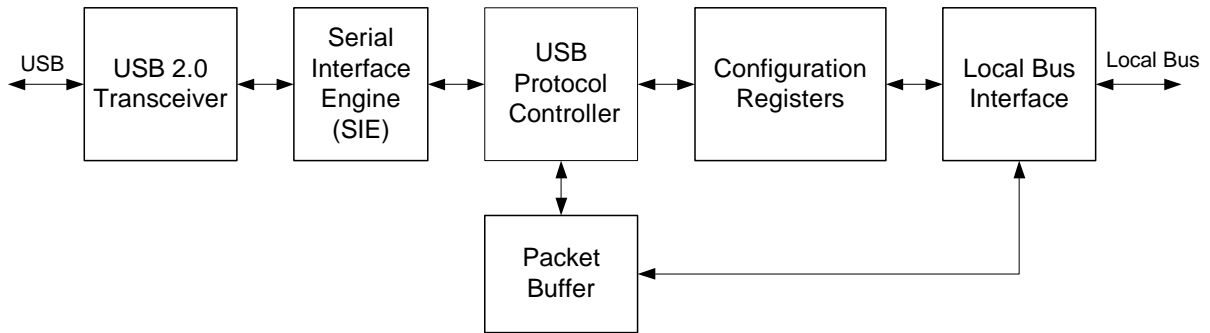 USB
USB 2.0
Transceiver
Serial
Interface
Engine
(SIE)
USB
Protocol
Controller
Configuration
Registers
Local Bus
Interface
Local Bus
Packet
Buffer